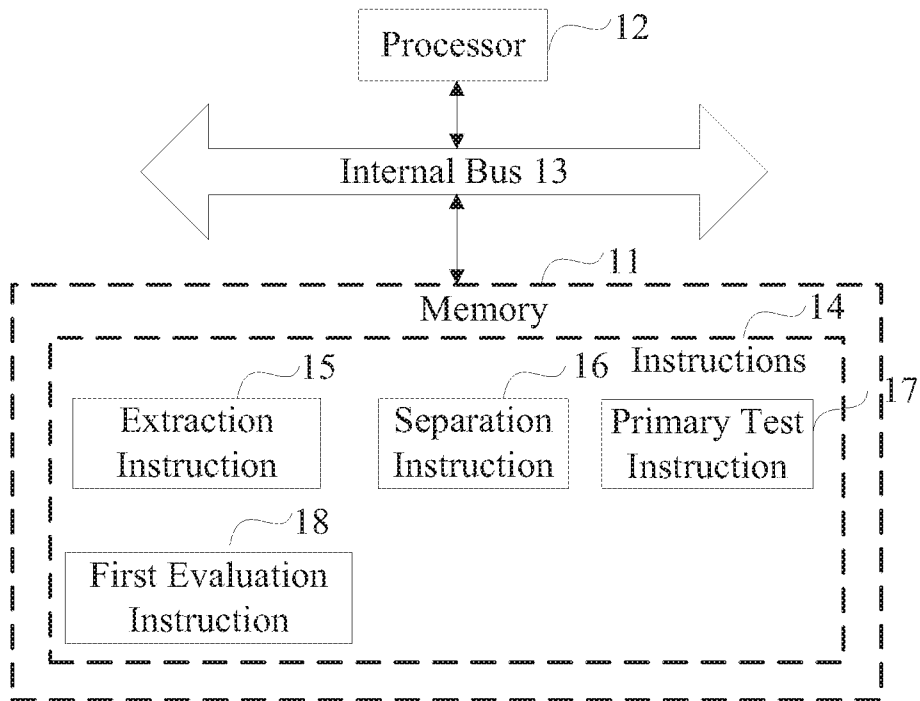 Processor
12
Internal Bus 13
11
Memory
14
Instructions
15
Extraction
Instruction
16
Separation
Instruction
17
Primary Test
Instruction
18
First Evaluation
Instruction